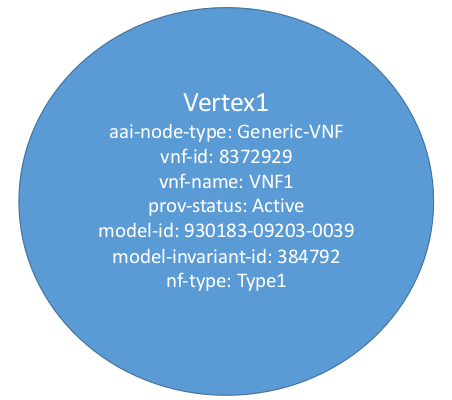 Vertex1
aai-node-type: Generic-VNF
vnf-id: 8372929
vnf-name: VNF1
prov-status: Active
model-id: 930183-09203-0039
model-invariant-id: 384792
nf-type: Type1